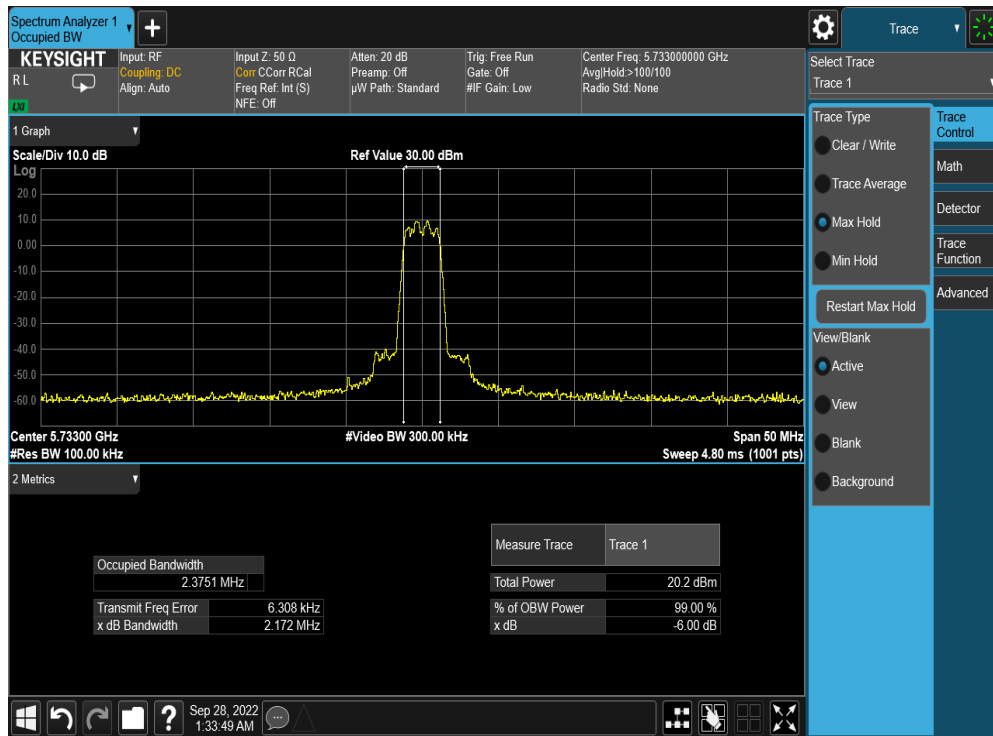 Spectrum Analyzer 1
Occupied BW
Trace
KEYSIGHT
R L
LXI
Input: RF
Coupling: DC
Align: Auto
Input Z: 50 Ω
Corr CCorr RCal
Freq Ref: Int (S)
NFE: Off
Atten: 20 dB
Preamp: Off
µW Path: Standard
Trig: Free Run
Gate: Off
#IF Gain: Low
Center Freq: 5.733000000 GHz
Avg|Hold:>100/100
Radio Std: None
Select Trace
Trace 1
1 Graph
Scale/Div 10.0 dB
Ref Value 30.00 dBm
Log
20.0
10.0
0.00
-10.0
-20.0
-30.0
-40.0
-50.0
-60.0
Center 5.73300 GHz
#Video BW 300.00 kHz
Span 50 MHz
#Res BW 100.00 kHz
Sweep 4.80 ms (1001 pts)
2 Metrics
Measure Trace Trace 1
Occupied Bandwidth
2.3751 MHz
Total Power 20.2 dBm
Transmit Freq Error 6.308 kHz
% of OBW Power 99.00 %
x dB Bandwidth 2.172 MHz
x dB -6.00 dB
Trace Type
Clear / Write
Trace Average
Max Hold
Min Hold
Restart Max Hold
View/Blank
Active
View
Blank
Background
Trace
Control
Math
Detector
Trace
Function
Advanced
Sep 28, 2022
1:33:49 AM